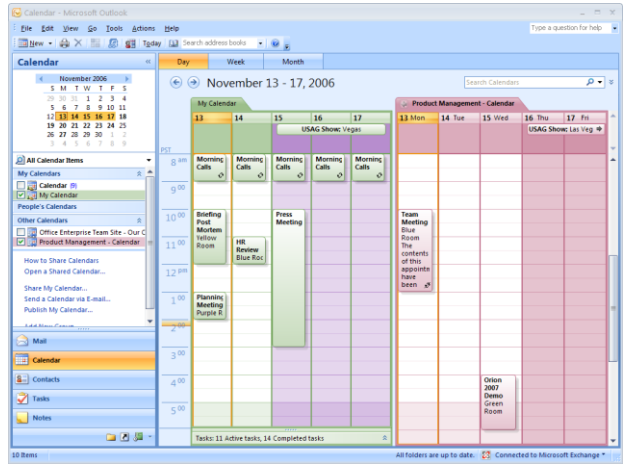 Calendar - Microsoft Outlook
File Edit View Go Tools Actions Help
Type a question for help
New Today Search address books
Calendar «
Day Week Month
November 2006
S M T W T F S
29 30 31 1 2 3 4
5 6 7 8 9 10 11
12 13 14 15 16 17 18
19 20 21 22 23 24 25
26 27 28 29 30 1 2
3 4 5 6 7 8 9
All Calendar Items
My Calendars
Calendar (9)
My Calendar
People's Calendars
Other Calendars
Office Enterprise Team Site - Our C
Product Management - Calendar
How to Share Calendars
Open a Shared Calendar...
Share My Calendar...
Send a Calendar via E-mail...
Publish My Calendar...
Mail
Calendar
Contacts
Tasks
Notes
November 13 - 17, 2006
Search Calendars
My Calendar
13 14 15 16 17
USAG Show; Vegas
PST
8 am
9 00
10 00
11 00
12 pm
1 00
2 00
3 00
4 00
5 00
Morning Calls
Morning Calls
Morning Calls
Morning Calls
Morning Calls
Briefing
Post
Mortem
Yellow
Room
HR
Review
Blue Roo
Press
Meeting
Planning
Meeting
Purple R
Tasks: 11 Active tasks, 14 Completed tasks
Product Management - Calendar
13 Mon 14 Tue 15 Wed 16 Thu 17 Fri
USAG Show; Las Veg
Team
Meeting
Blue
Room
The
contents
of this
appointn
have
been
Orion
2007
Demo
Green
Room
10 Items
All folders are up to date. Connected to Microsoft Exchange